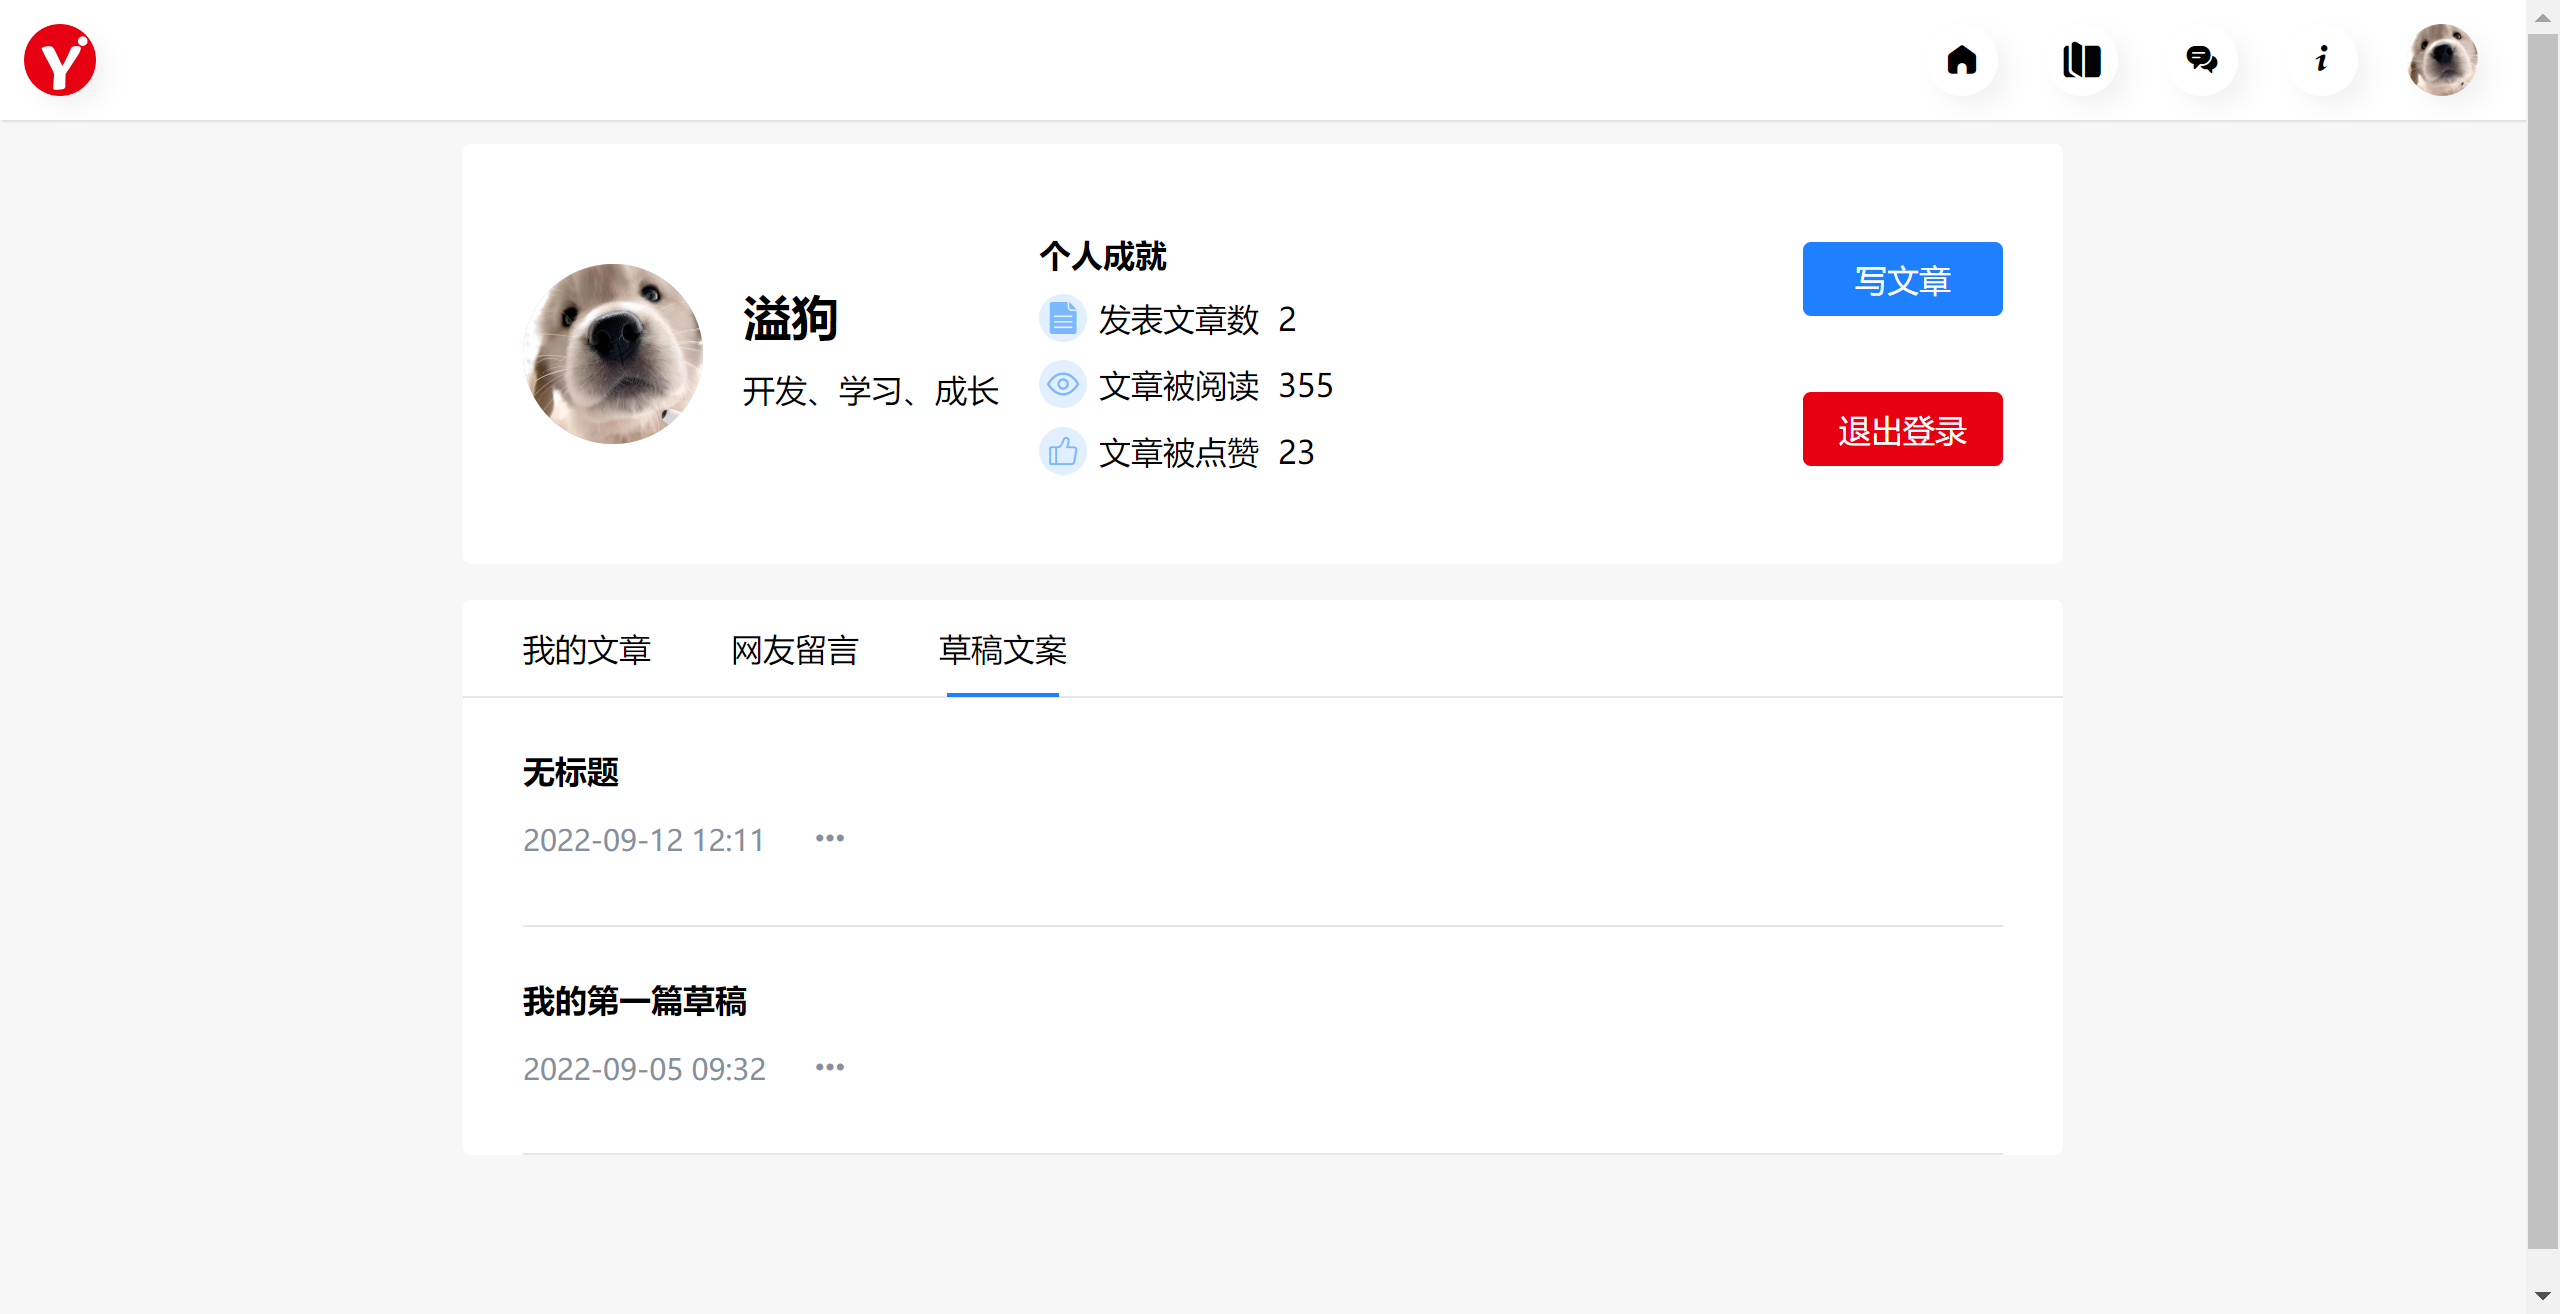 Y
i
个人成就
溢狗
开发、学习、成长
发表文章数 2
文章被阅读 355
文章被点赞 23
写文章
退出登录
我的文章 网友留言 草稿文案
无标题
2022-09-12 12:11 •••
我的第一篇草稿
2022-09-05 09:32 •••